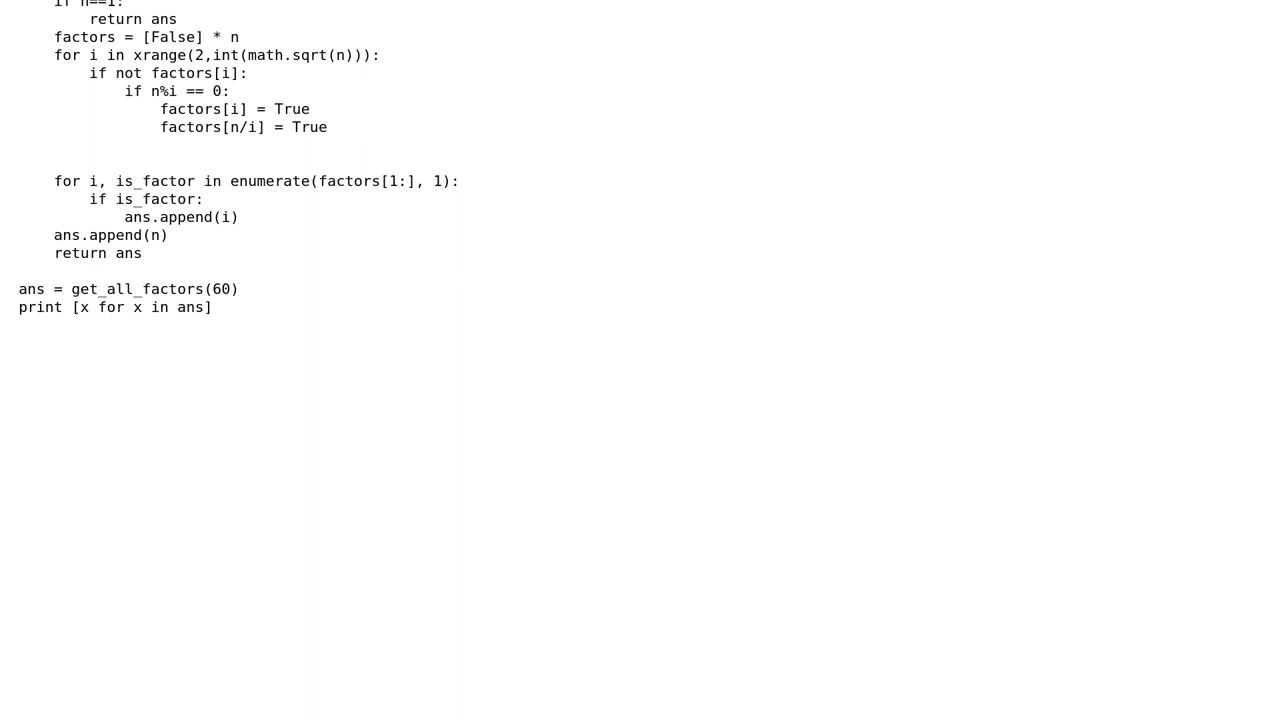 if n==1:
return ans
factors = [False] * n
for i in xrange(2,int(math.sqrt(n))):
if not factors[i]:
if n%i == 0:
factors[i] = True
factors[n/i] = True
for i, is_factor in enumerate(factors[1:], 1):
if is_factor:
ans.append(i)
ans.append(n)
return ans
ans = get_all_factors(60)
print [x for x in ans]